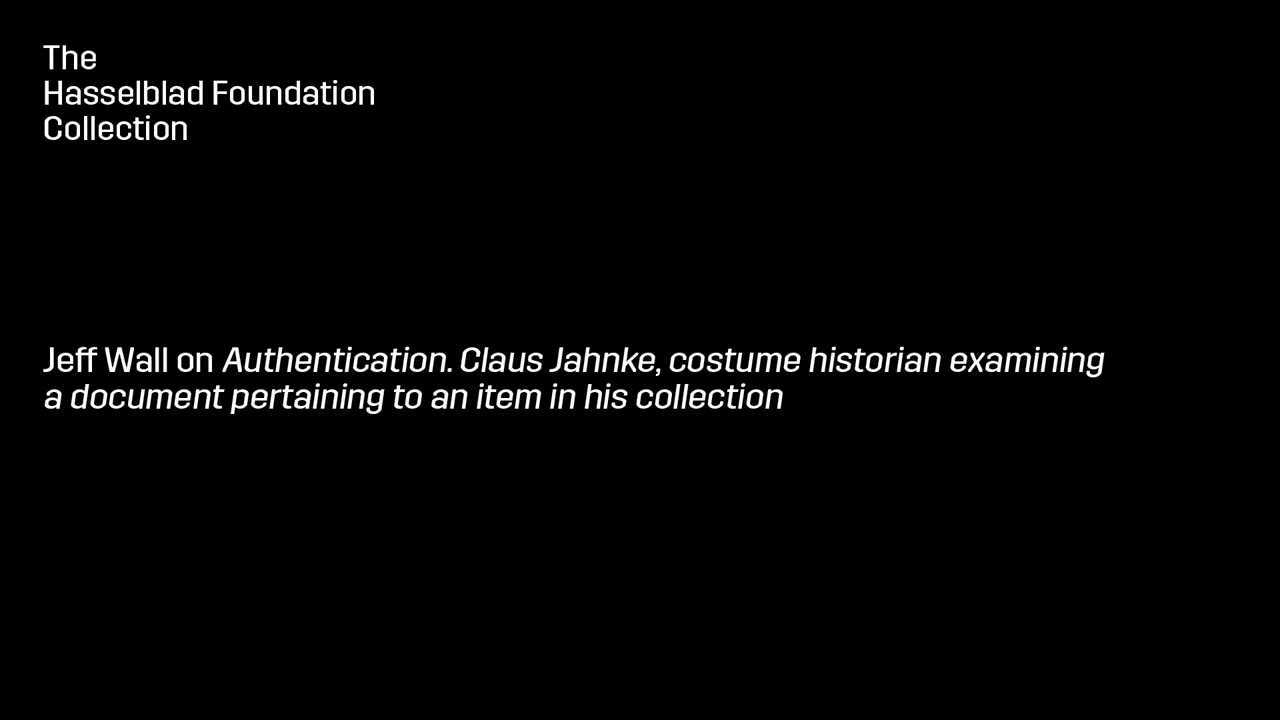 The
Hasselblad Foundation
Collection
Jeff Wall on Authentication. Claus Jahnke, costume historian examining
a document pertaining to an item in his collection